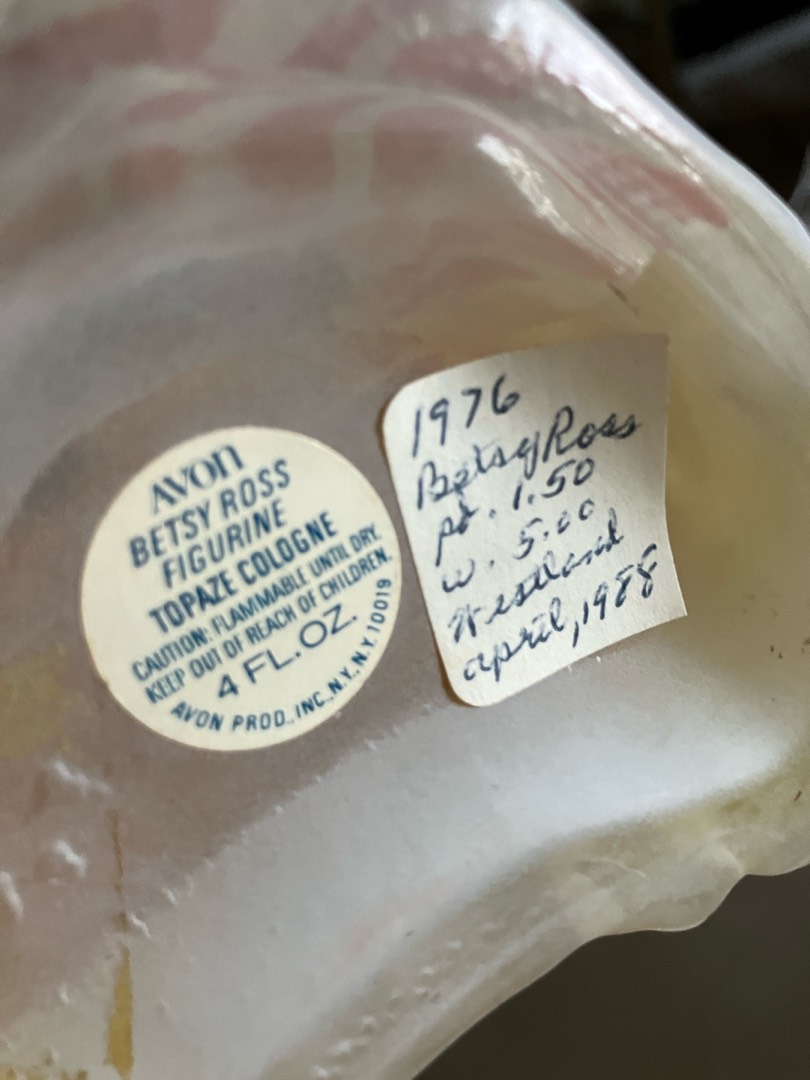 AVON
BETSY ROSS
FIGURINE
TOPAZE COLOGNE
CAUTION: FLAMMABLE UNTIL DRY.
KEEP OUT OF REACH OF CHILDREN.
4 FL. OZ.
AVON PROD., INC., N.Y., N.Y. 10019
1976
Betsy Ross
pd. 1.50
w. 5.00
Westland
april, 1988